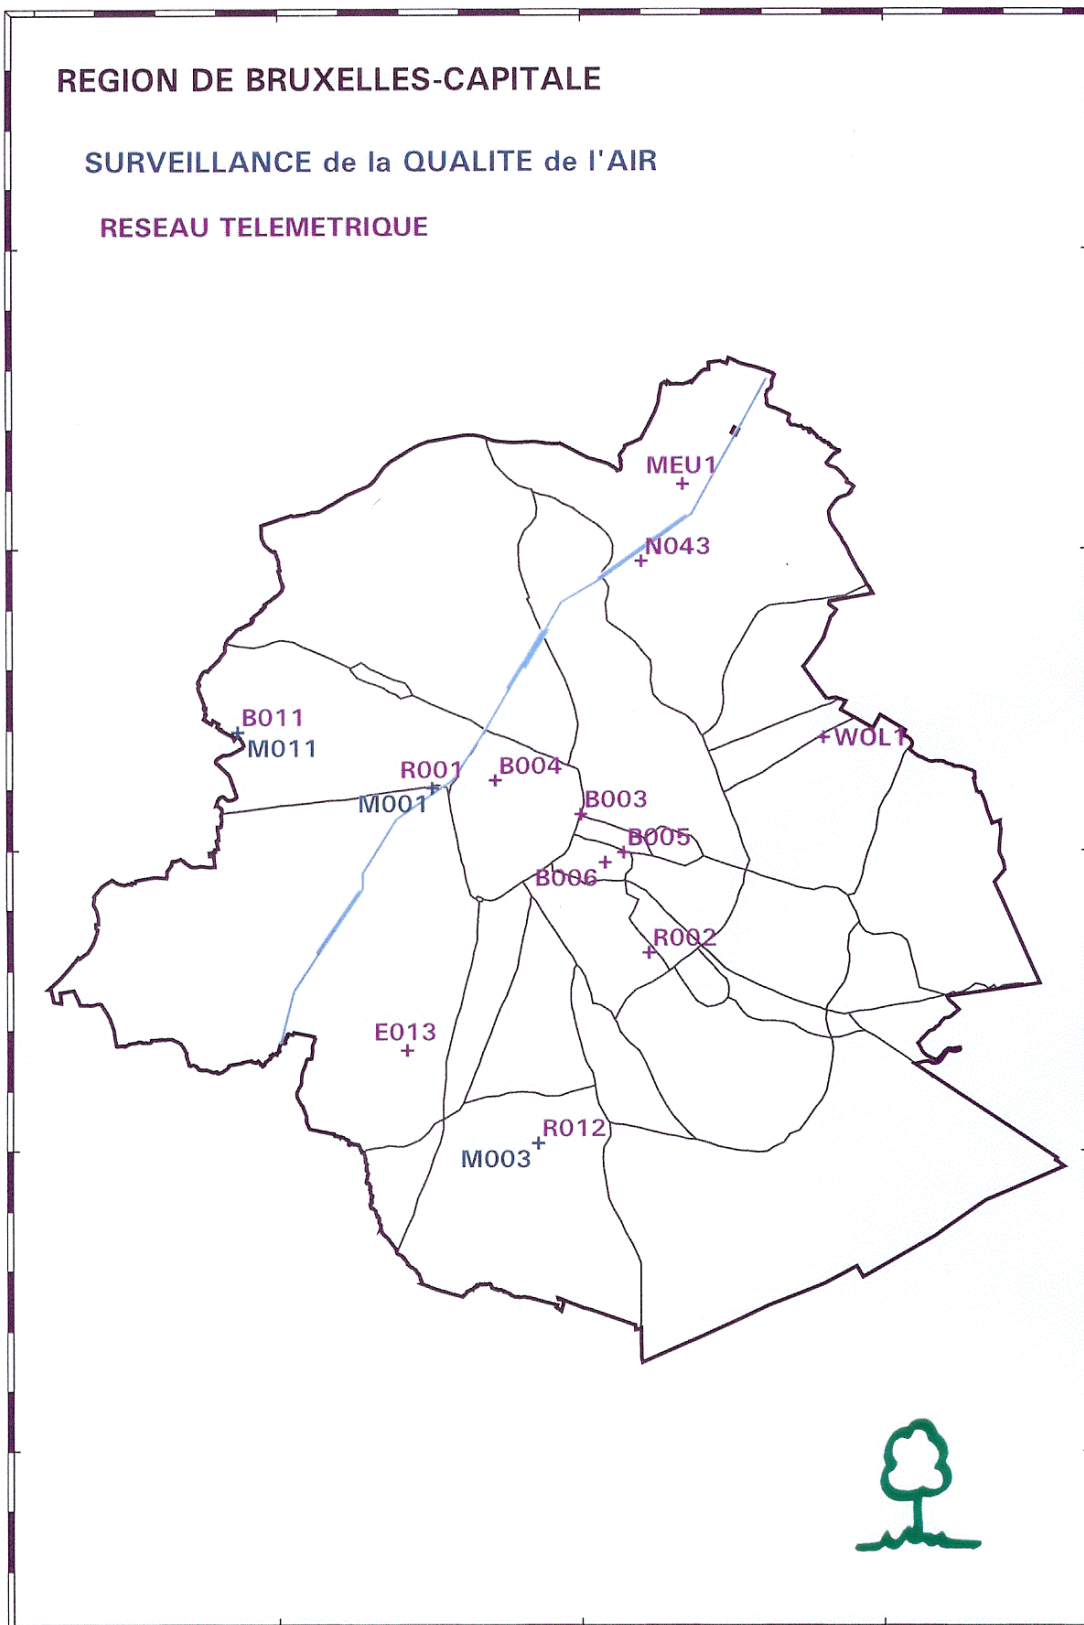 REGION DE BRUXELLES-CAPITALE
SURVEILLANCE de la QUALITE de l'AIR
RESEAU TELEMETRIQUE
MEU1
N043
B011
WOL1
M011
R001
B004
M001
B003
B005
B006
R002
E013
R012
M003